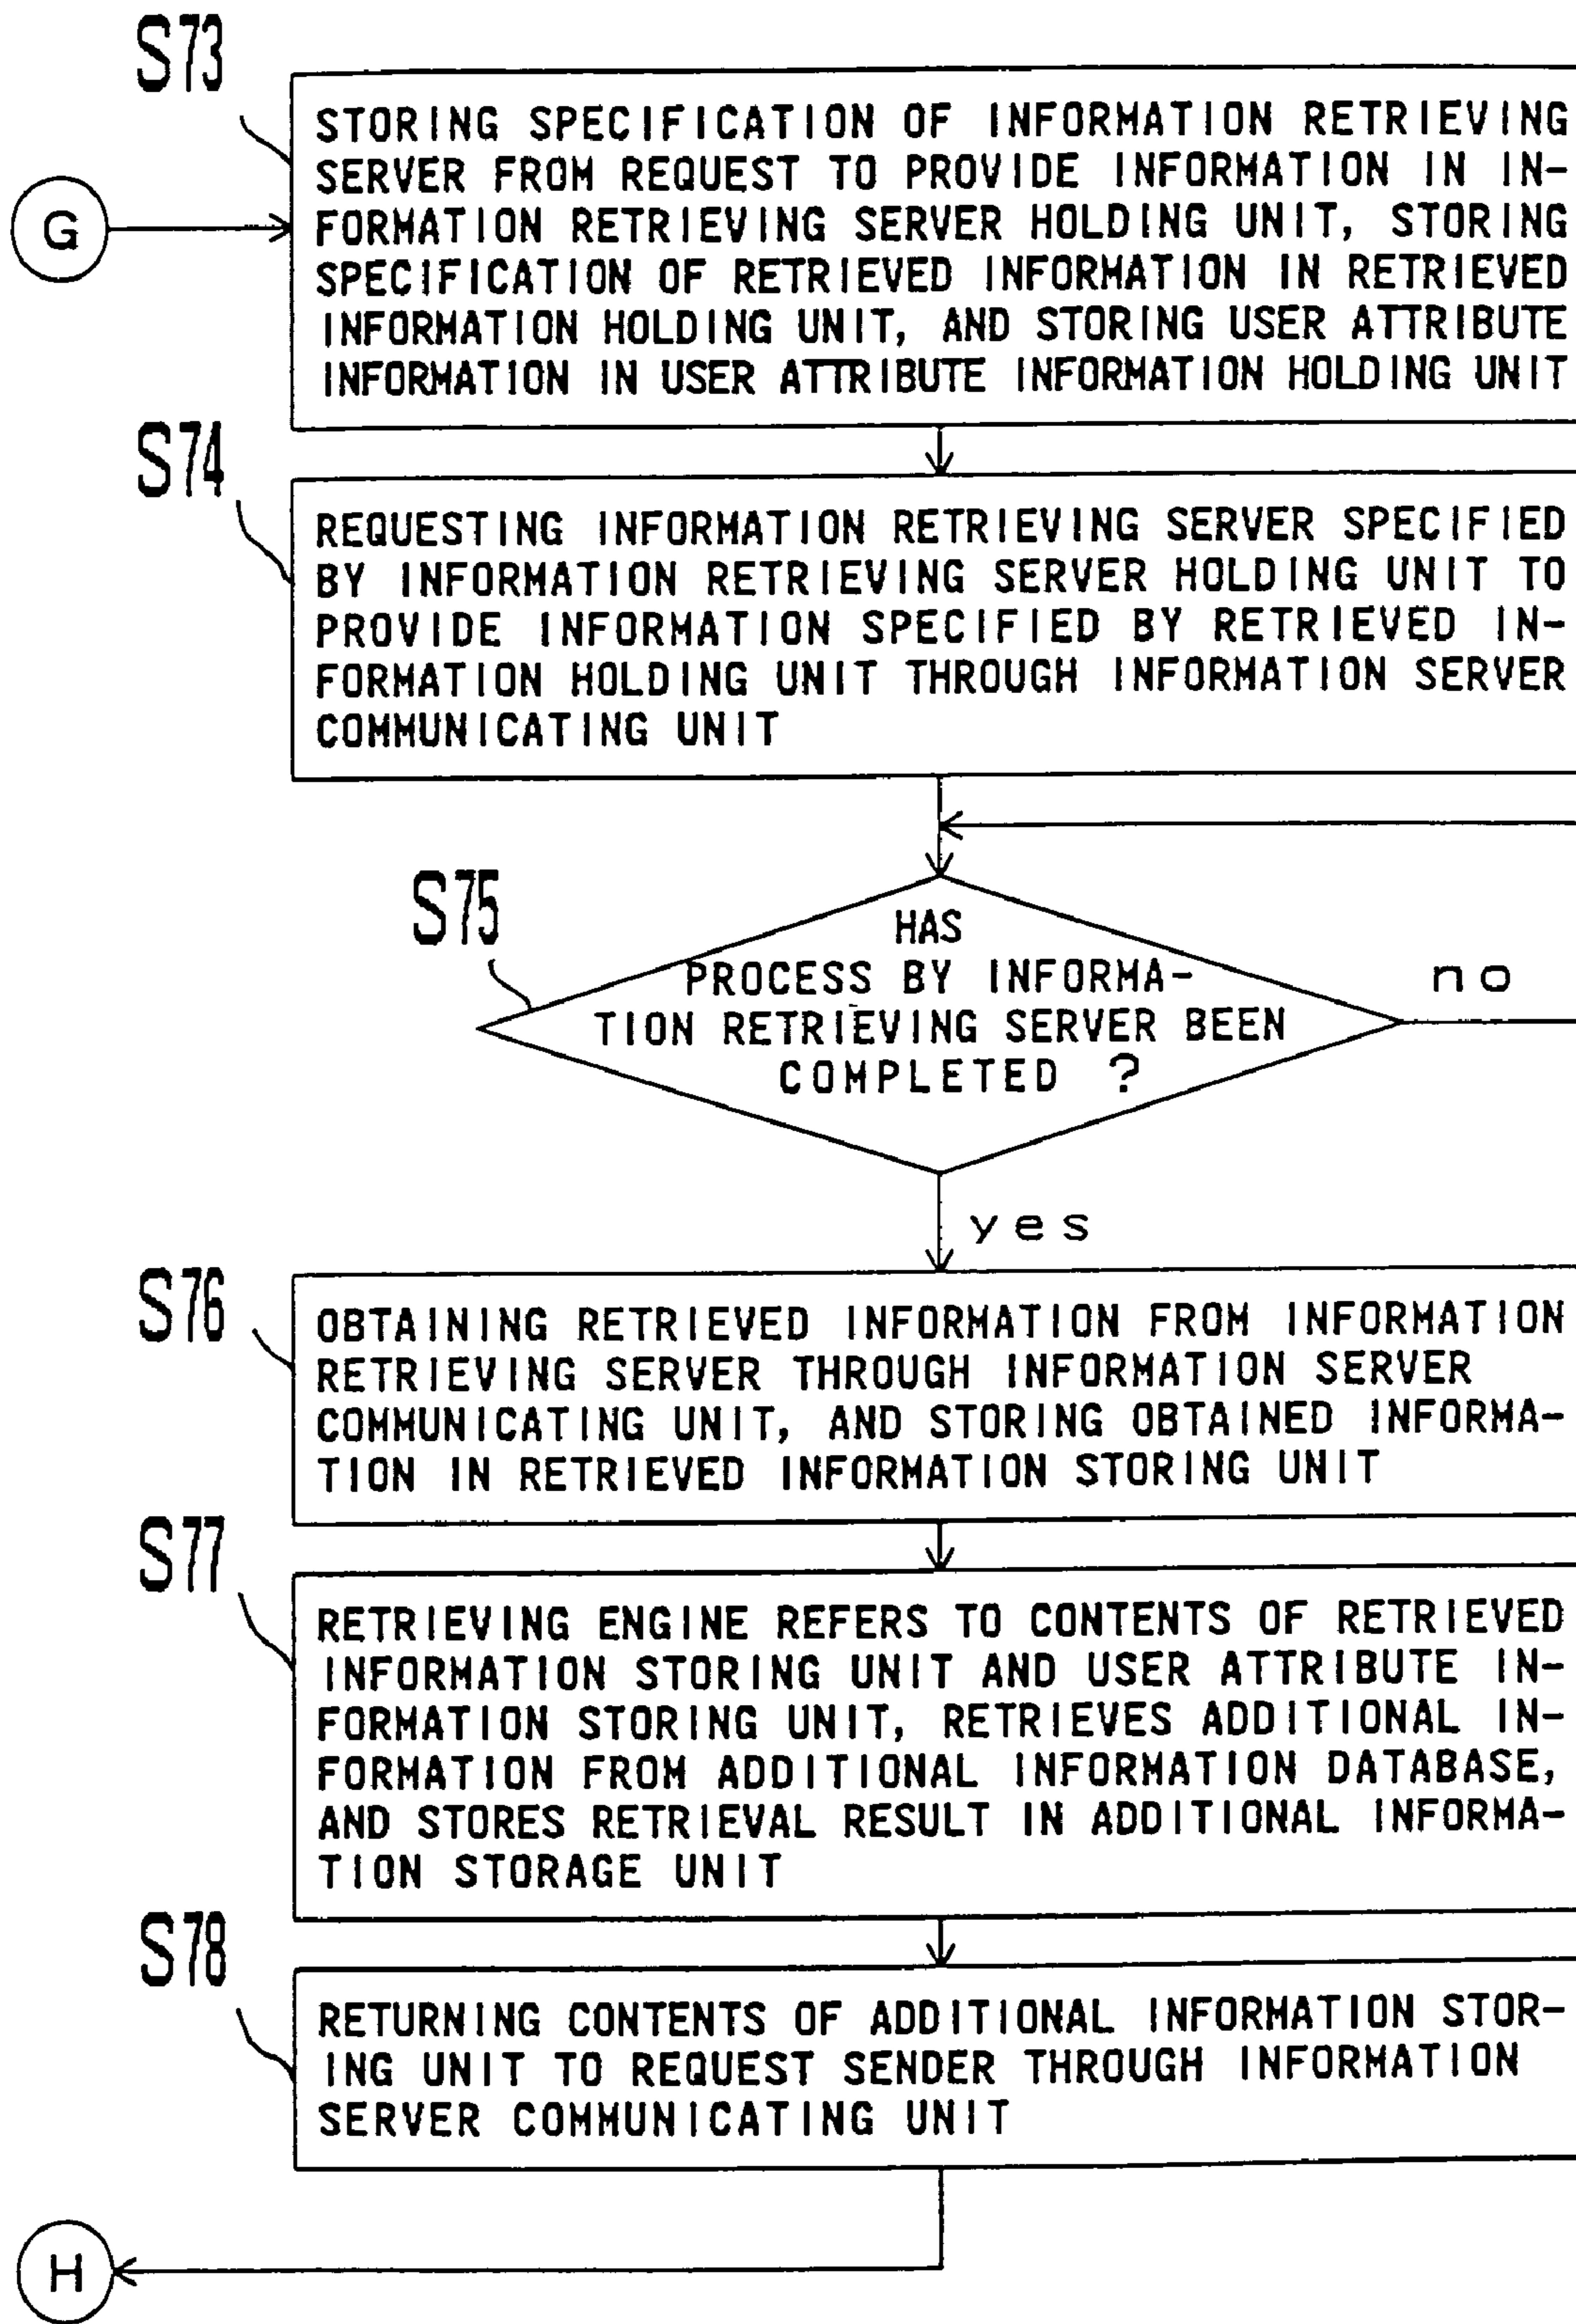 S73
STORING SPECIFICATION OF INFORMATION RETRIEVING
SERVER FROM REQUEST TO PROVIDE INFORMATION IN IN-
FORMATION RETRIEVING SERVER HOLDING UNIT, STORING
SPECIFICATION OF RETRIEVED INFORMATION IN RETRIEVED
INFORMATION HOLDING UNIT, AND STORING USER ATTRIBUTE
INFORMATION IN USER ATTRIBUTE INFORMATION HOLDING UNIT
G
S74
REQUESTING INFORMATION RETRIEVING SERVER SPECIFIED
BY INFORMATION RETRIEVING SERVER HOLDING UNIT TO
PROVIDE INFORMATION SPECIFIED BY RETRIEVED IN-
FORMATION HOLDING UNIT THROUGH INFORMATION SERVER
COMMUNICATING UNIT
S75
HAS
PROCESS BY INFORMA-
TION RETRIEVING SERVER BEEN
COMPLETED ?
no
yes
S76
OBTAINING RETRIEVED INFORMATION FROM INFORMATION
RETRIEVING SERVER THROUGH INFORMATION SERVER
COMMUNICATING UNIT, AND STORING OBTAINED INFORMA-
TION IN RETRIEVED INFORMATION STORING UNIT
S77
RETRIEVING ENGINE REFERS TO CONTENTS OF RETRIEVED
INFORMATION STORING UNIT AND USER ATTRIBUTE IN-
FORMATION STORING UNIT, RETRIEVES ADDITIONAL IN-
FORMATION FROM ADDITIONAL INFORMATION DATABASE,
AND STORES RETRIEVAL RESULT IN ADDITIONAL INFORMA-
TION STORAGE UNIT
S78
RETURNING CONTENTS OF ADDITIONAL INFORMATION STOR-
ING UNIT TO REQUEST SENDER THROUGH INFORMATION
SERVER COMMUNICATING UNIT
H